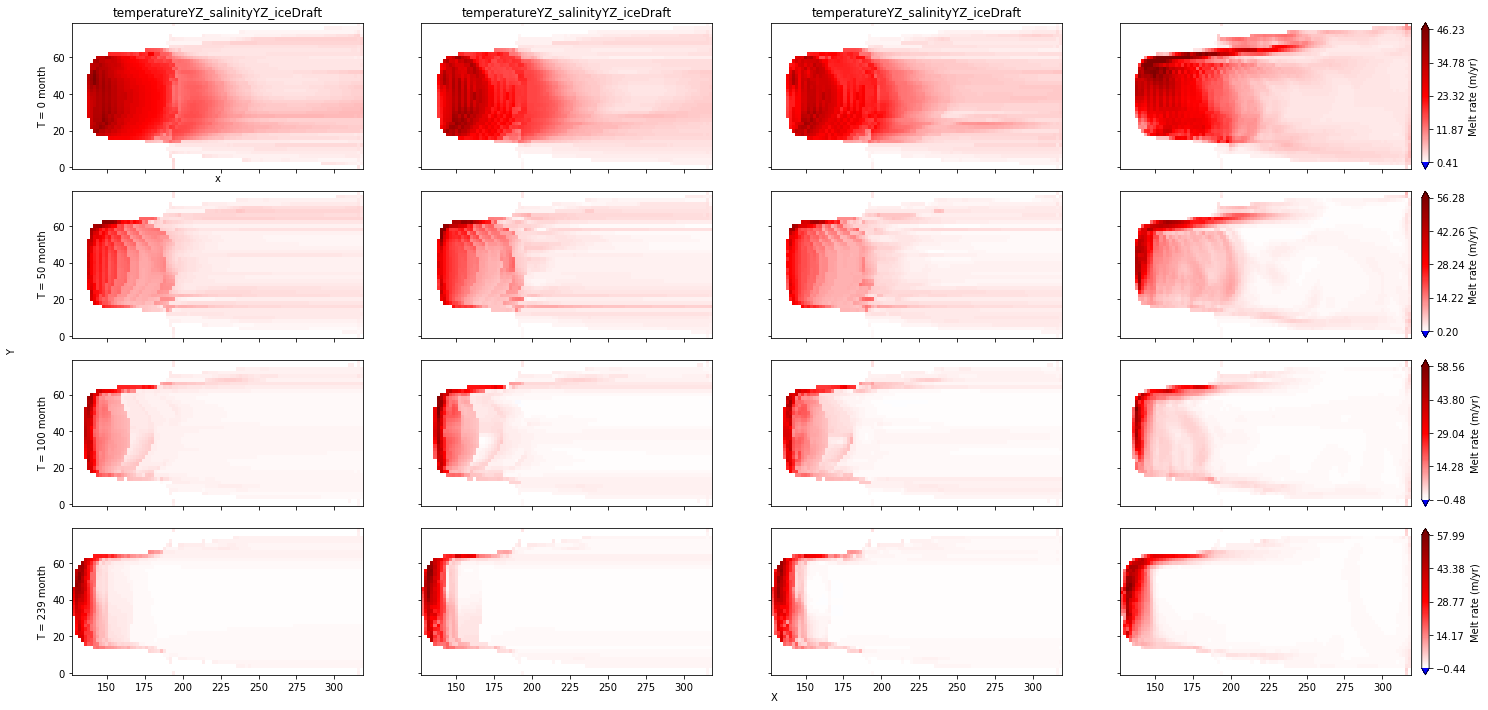 temperatureYZ_salinityYZ_iceDraft temperatureYZ_salinityYZ_iceDraft temperatureYZ_salinityYZ_iceDraft
T = 0 month
60
40
20
0
x
46.23
34.78
23.32
11.87
0.41
Melt rate (m/yr)
T = 50 month
60
40
20
0
56.28
42.26
28.24
14.22
0.20
Melt rate (m/yr)
Y
T = 100 month
60
40
20
0
58.56
43.80
29.04
14.28
−0.48
Melt rate (m/yr)
T = 239 month
60
40
20
0
57.99
43.38
28.77
14.17
−0.44
Melt rate (m/yr)
150 175 200 225 250 275 300 150 175 200 225 250 275 300 150 175 200 225 250 275 300 150 175 200 225 250 275 300
X